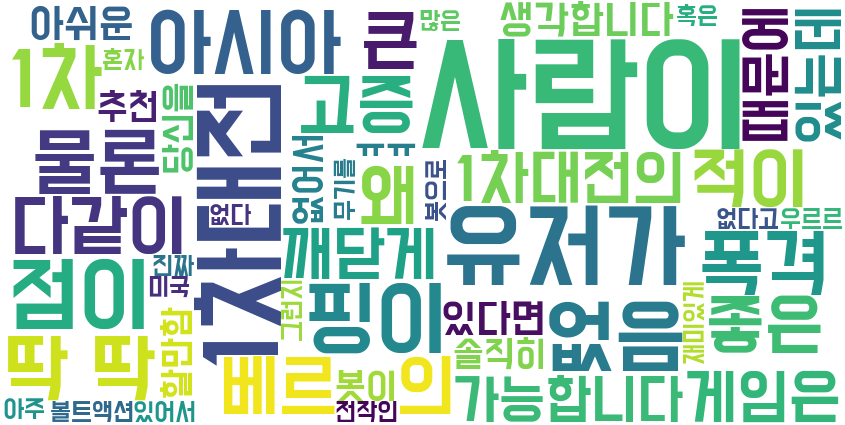 아쉬운
아시아
큰
많은
생각합니다
혹은
때문에
있는데
1차
혼자
추천
당신을
1차대전
고증
사람이
물론
없어서
ㅠㅠ
무기를
왜
봇으로
1차대전의
적이
다같이
없다
깨닫게
유저가
없다고
우르르
폭격
점이
진짜
미국
그런지
핑이
있다면
없음
재미있게
좋은
딱 딱
할만함
베르
의
봇이
솔직히
가능합니다
게임은
아주
볼트액션
있어서
전작인